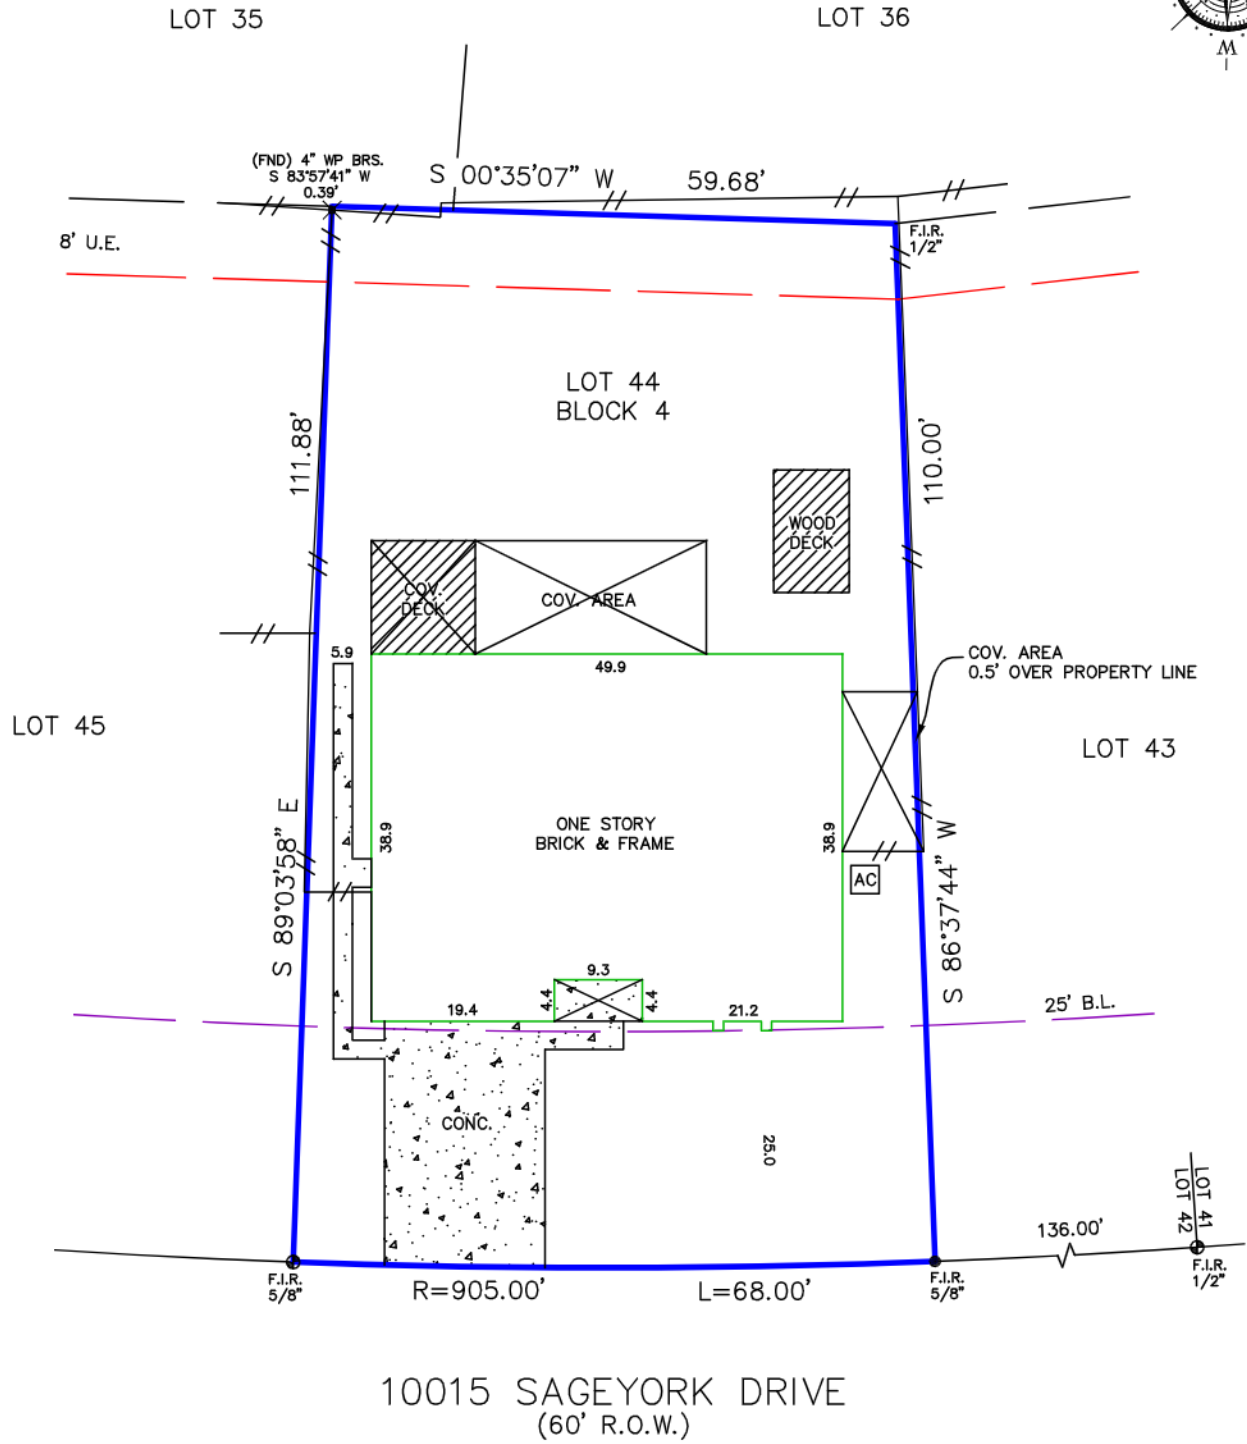 LOT 35
LOT 36
W
(FND) 4" WP BRS.
S 83°57'41" W
0.39'
S 00°35'07" W
59.68'
8' U.E.
F.I.R.
1/2"
LOT 44
BLOCK 4
111.88'
110.00'
WOOD
DECK
COV.
DECK
COV. AREA
5.9
49.9
COV. AREA
0.5' OVER PROPERTY LINE
LOT 45
LOT 43
S 89°03'58" E
38.9
ONE STORY
BRICK & FRAME
38.9
AC
S 86°37'44" W
9.3
4.4
4.4
19.4
21.2
25' B.L.
CONC.
25.0
LOT 41
LOT 42
136.00'
F.I.R.
5/8"
R=905.00'
L=68.00'
F.I.R.
5/8"
F.I.R.
1/2"
10015 SAGEYORK DRIVE
(60' R.O.W.)